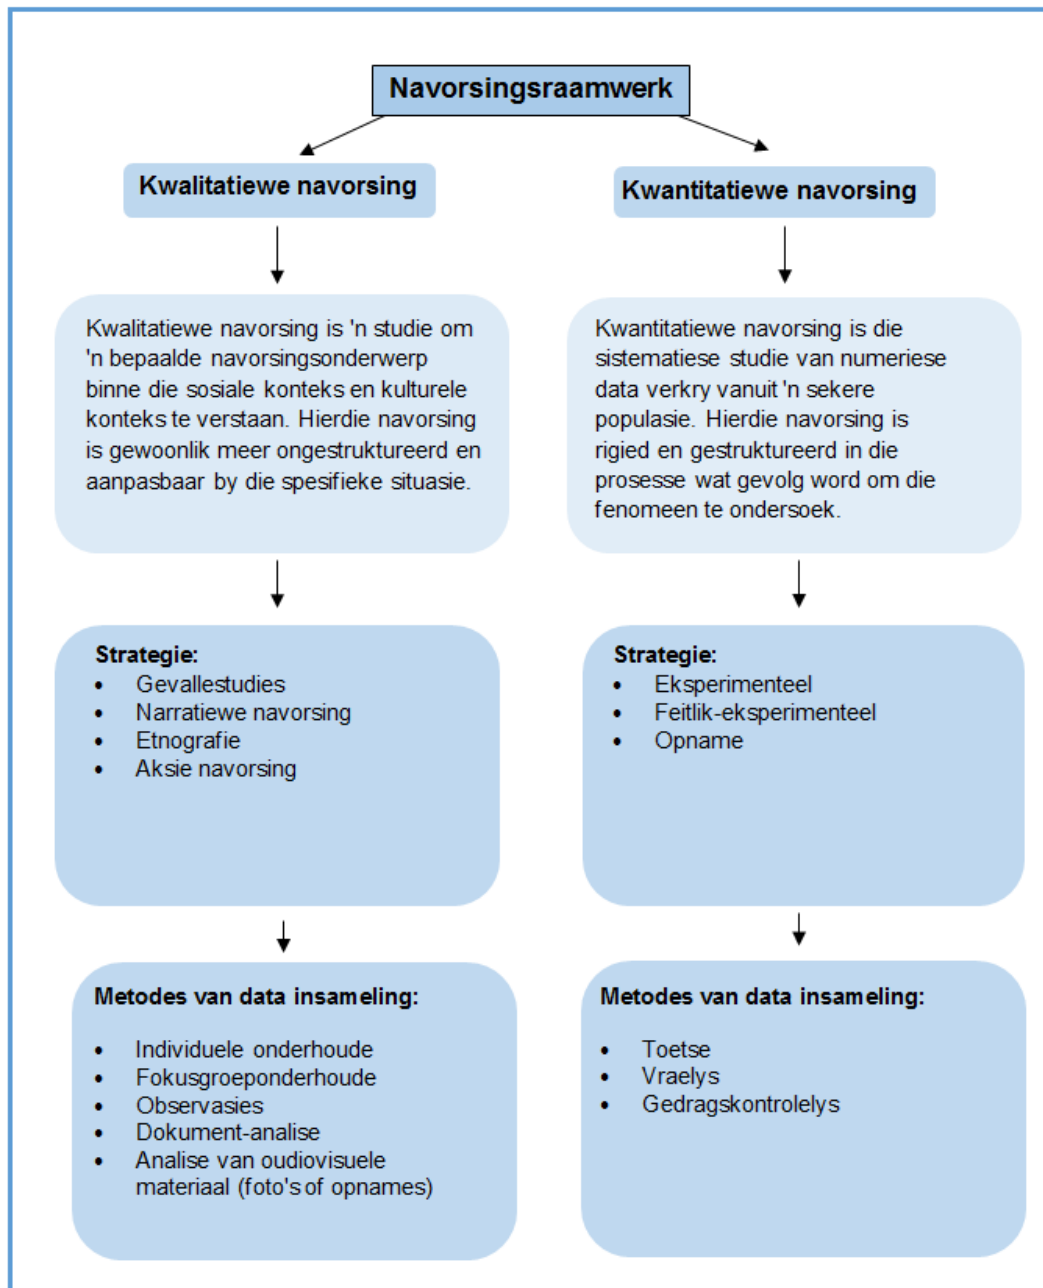 Navorsingsraamwerk
Kwalitatiewe navorsing
Kwalitatiewe navorsing is 'n studie om
'n bepaalde navorsingsonderwerp
binne die sosiale konteks en kulturele
konteks te verstaan. Hierdie navorsing
is gewoonlik meer ongestruktureerd en
aanpasbaar by die spesifieke situasie.
Strategie:
• Gevallestudies
• Narratiewe navorsing
• Etnografie
• Aksie navorsing
Metodes van data insameling:
• Individuele onderhoude
• Fokusgroeponderhoude
• Observasies
• Dokument-analise
• Analise van oudiovisuele
materiaal (foto's of opnames)
Kwantitatiewe navorsing
Kwantitatiewe navorsing is die
sistematiese studie van numeriese
data verkry vanuit 'n sekere
populasie. Hierdie navorsing is
rigied en gestruktureerd in die
prosesse wat gevolg word om die
fenomeen te ondersoek.
Strategie:
• Eksperimenteel
• Feitlik-eksperimenteel
• Opname
Metodes van data insameling:
• Toetse
• Vraelys
• Gedragskontrolelys